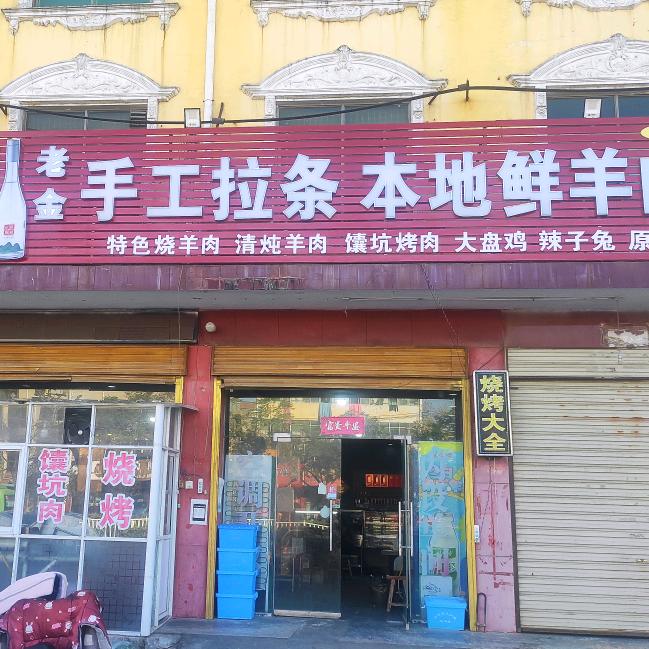 老金
手工拉条 本地鲜羊肉
特色烧羊肉 清炖羊肉 馕坑烤肉 大盘鸡 辣子兔 原
烧烤大全
馕坑肉
烧烤